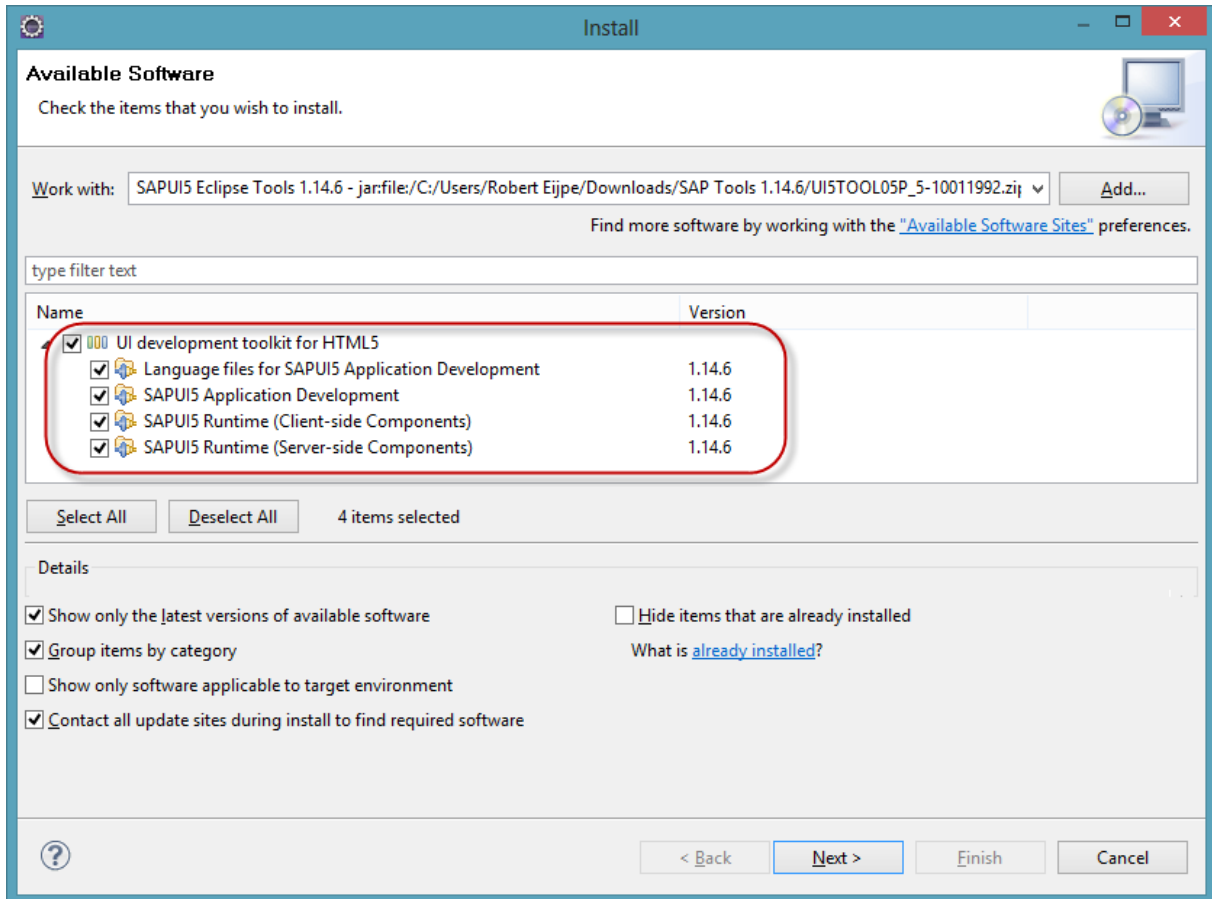 Install
Available Software
Check the items that you wish to install.
Work with: SAPUI5 Eclipse Tools 1.14.6 - jar:file:/C:/Users/Robert Eijpe/Downloads/SAP Tools 1.14.6/UI5TOOL05P_5-10011992.zip Add...
Find more software by working with the "Available Software Sites" preferences.
type filter text
Name Version
UI development toolkit for HTML5
Language files for SAPUI5 Application Development 1.14.6
SAPUI5 Application Development 1.14.6
SAPUI5 Runtime (Client-side Components) 1.14.6
SAPUI5 Runtime (Server-side Components) 1.14.6
Select All Deselect All 4 items selected
Details
Show only the latest versions of available software Hide items that are already installed
Group items by category What is already installed?
Show only software applicable to target environment
Contact all update sites during install to find required software
? < Back Next > Finish Cancel